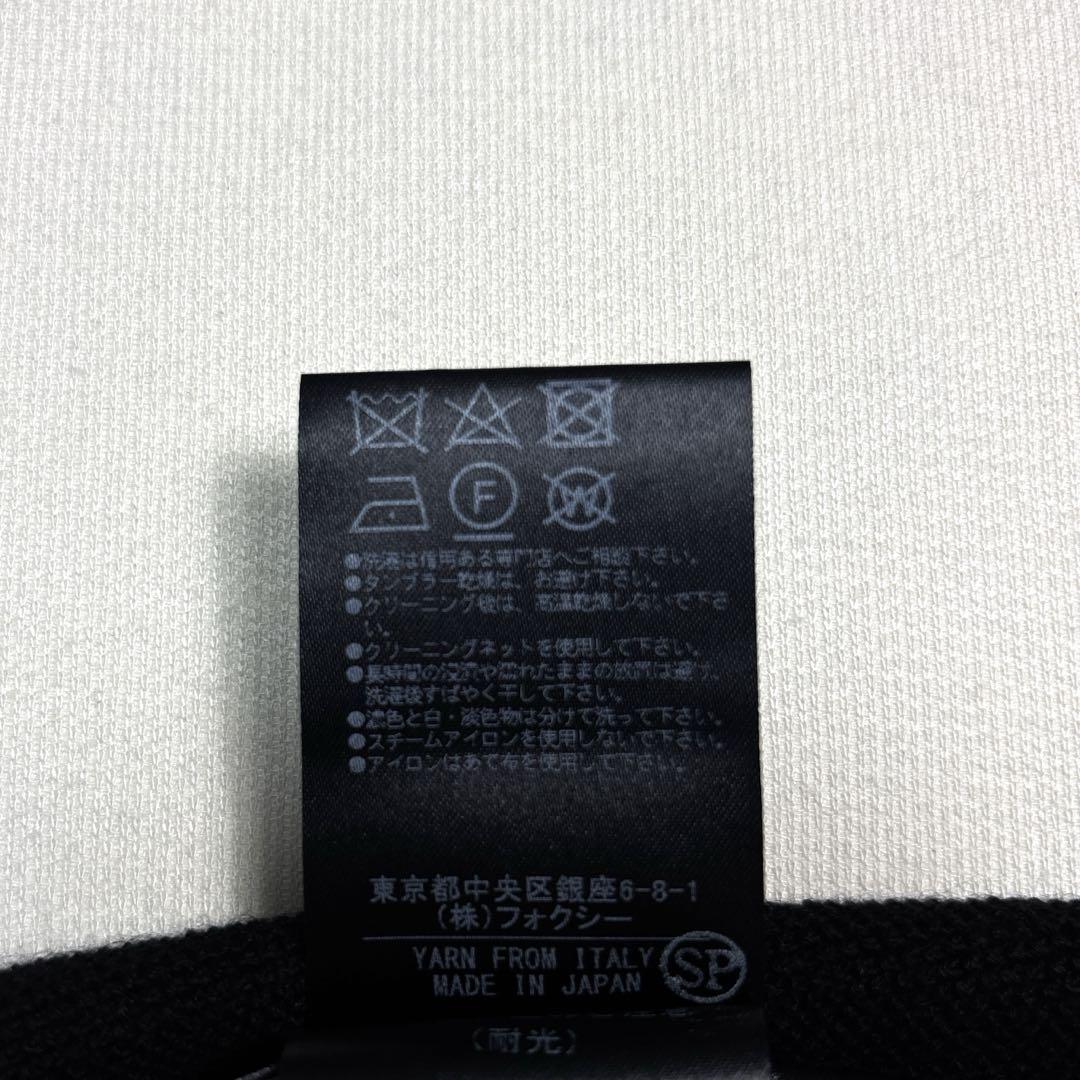 F
W
●洗濯は信用ある専門店へご相談下さい。
●タンブラー乾燥は、お避け下さい。
●クリーニング後は、高温乾燥しないで下さ
い。
●クリーニングネットを使用して下さい。
●長時間の浸漬や濡れたままの放置は避け、
洗濯後すばやく干して下さい。
●濃色と白・淡色物は分けて洗って下さい。
●スチームアイロンを使用しないで下さい。
●アイロンはあて布を使用して下さい。
東京都中央区銀座6-8-1
(株)フォクシー
YARN FROM ITALY
MADE IN JAPAN
SP
(耐光)